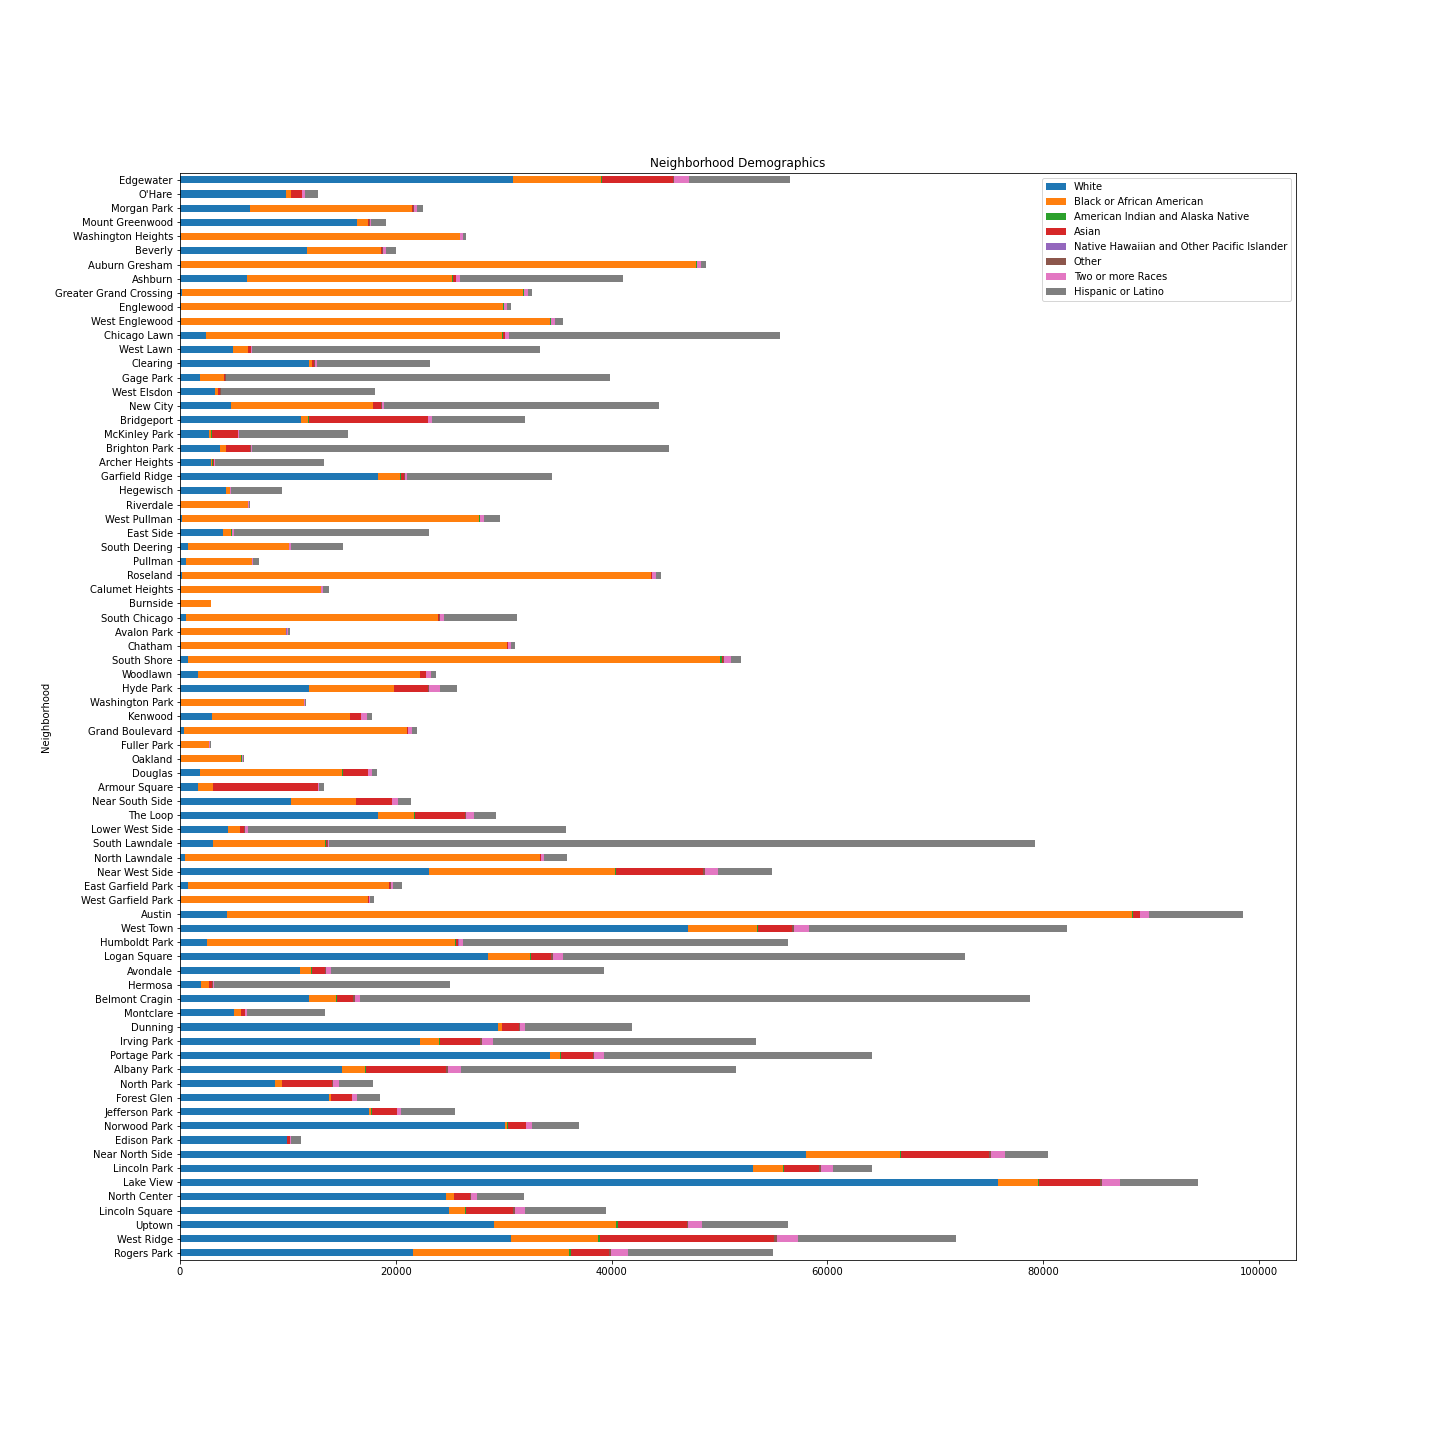 Neighborhood Demographics
Edgewater
O'Hare
Morgan Park
Mount Greenwood
Washington Heights
Beverly
Auburn Gresham
Ashburn
Greater Grand Crossing
Englewood
West Englewood
Chicago Lawn
West Lawn
Clearing
Gage Park
West Elsdon
New City
Bridgeport
McKinley Park
Brighton Park
Archer Heights
Garfield Ridge
Hegewisch
Riverdale
West Pullman
East Side
South Deering
Pullman
Roseland
Calumet Heights
Burnside
South Chicago
Avalon Park
Chatham
South Shore
Woodlawn
Hyde Park
Washington Park
Kenwood
Grand Boulevard
Fuller Park
Oakland
Douglas
Armour Square
Near South Side
The Loop
Lower West Side
South Lawndale
North Lawndale
Near West Side
East Garfield Park
West Garfield Park
Austin
West Town
Humboldt Park
Logan Square
Avondale
Hermosa
Belmont Cragin
Montclare
Dunning
Irving Park
Portage Park
Albany Park
North Park
Forest Glen
Jefferson Park
Norwood Park
Edison Park
Near North Side
Lincoln Park
Lake View
North Center
Lincoln Square
Uptown
West Ridge
Rogers Park
Neighborhood
0 20000 40000 60000 80000 100000
White
Black or African American
American Indian and Alaska Native
Asian
Native Hawaiian and Other Pacific Islander
Other
Two or more Races
Hispanic or Latino